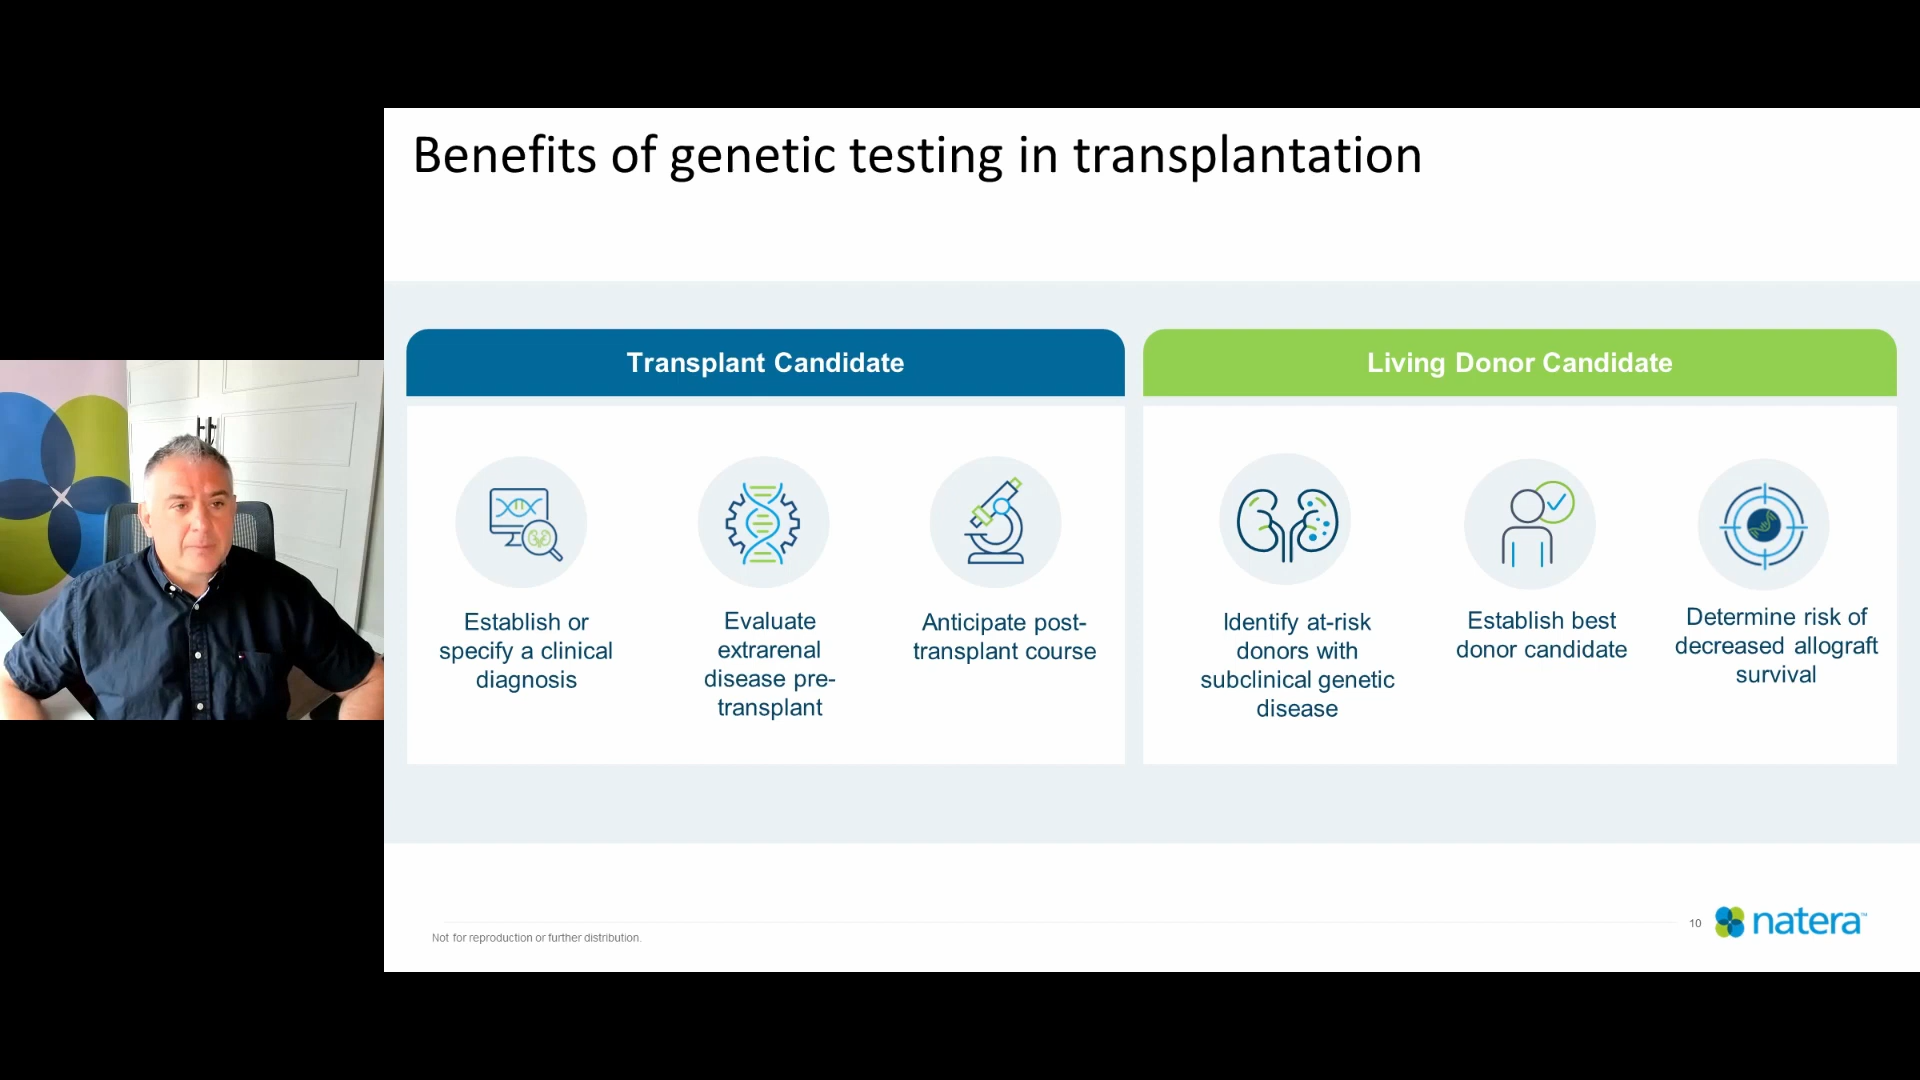 Benefits of genetic testing in transplantation
Transplant Candidate
Establish or
specify a clinical
diagnosis
Evaluate
extrarenal
disease pre-
transplant
Anticipate post-
transplant course
Living Donor Candidate
Identify at-risk
donors with
subclinical genetic
disease
Establish best
donor candidate
Determine risk of
decreased allograft
survival
Not for reproduction or further distribution.
10
natera™